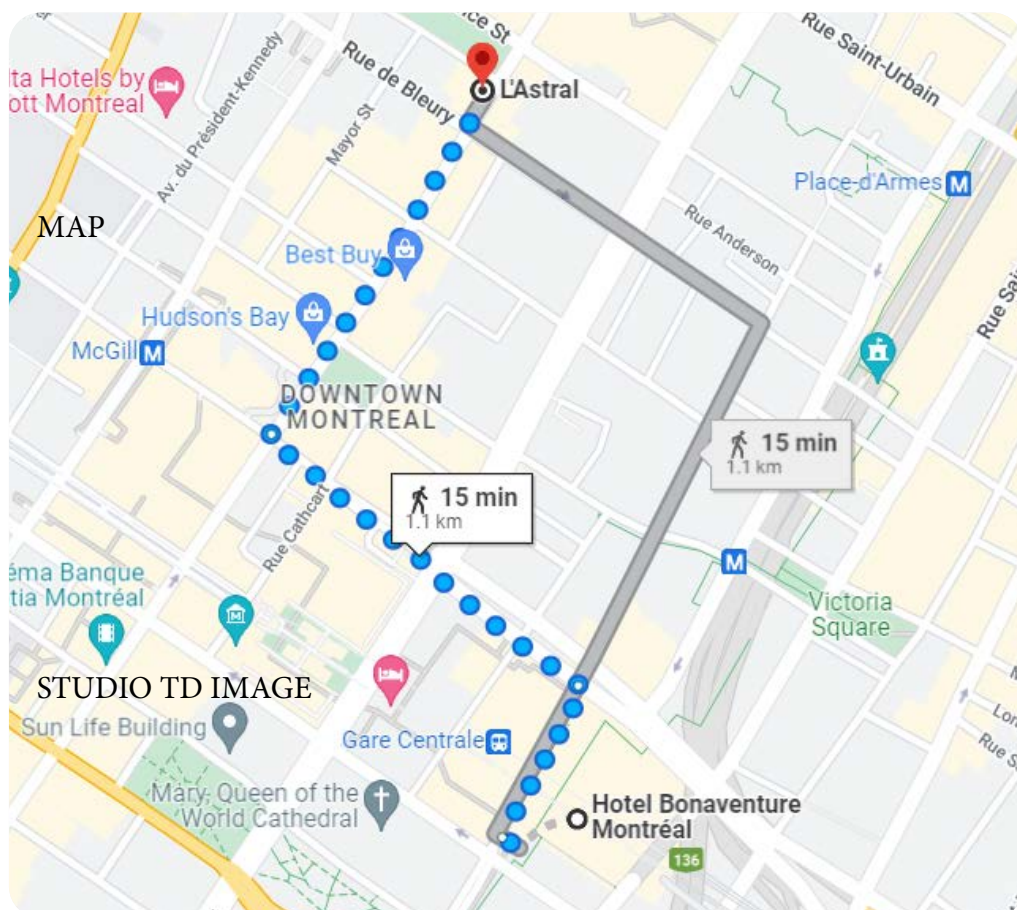 Rue Saint-Urbain
Rue de Bleury
L'Astral
Mayor St
Av. du Président-Kennedy
Place-d'Armes M
Rue Anderson
MAP
Best Buy
Hudson's Bay
McGill M
DOWNTOWN
MONTREAL
15 min
1.1 km
15 min
1.1 km
Rue Cathcart
M
Victoria
Square
STUDIO TD IMAGE
Sun Life Building
Gare Centrale
Mary, Queen of the
World Cathedral
Hotel Bonaventure
Montréal
136